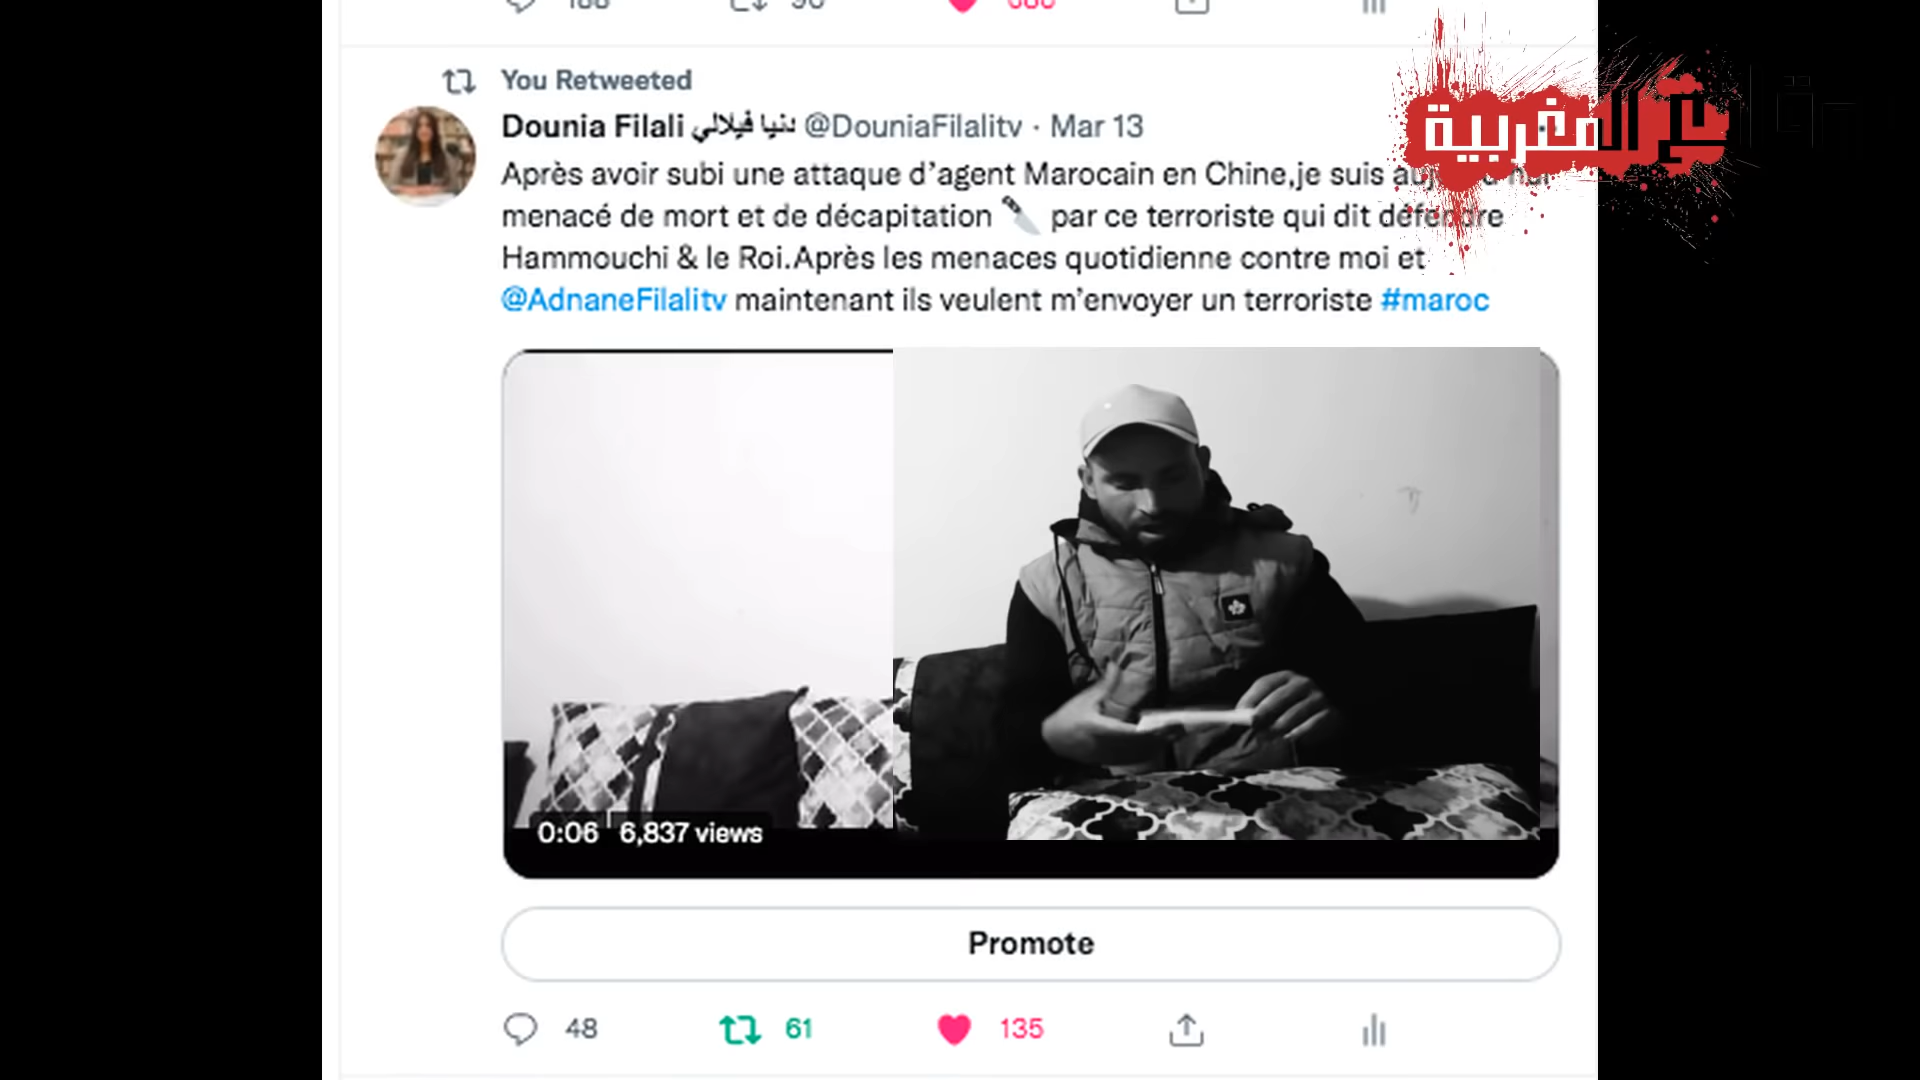 You Retweeted
Dounia Filali دنيا فيلالي @DouniaFilalitv · Mar 13
Après avoir subi une attaque d'agent Marocain en Chine,je suis
menacé de mort et de décapitation 🔪 par ce terroriste qui dit défendre
Hammouchi & le Roi.Après les menaces quotidienne contre moi et
@AdnaneFilalitv maintenant ils veulent m'envoyer un terroriste #maroc
المغربية
0:06 6,837 views
Promote
48 61 135